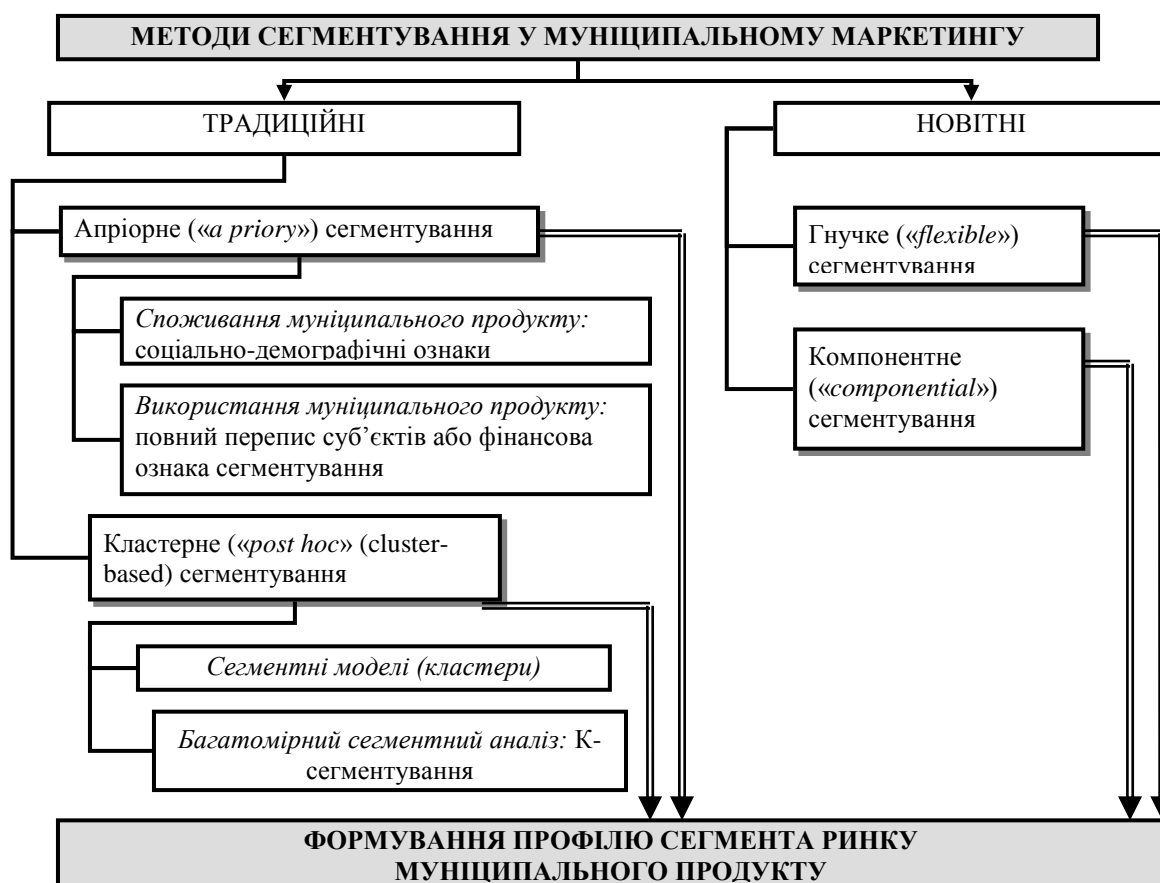 МЕТОДИ СЕГМЕНТУВАННЯ У МУНІЦИПАЛЬНОМУ МАРКЕТИНГУ
ТРАДИЦІЙНІ
Апріорне («a priory») сегментування
Споживання муніципального продукту:
соціально-демографічні ознаки
Використання муніципального продукту:
повний перепис суб’єктів або фінансова
ознака сегментування
Кластерне («post hoc» (cluster-
based) сегментування
Сегментні моделі (кластери)
Багатомірний сегментний аналіз: К-
сегментування
НОВІТНІ
Гнучке («flexible»)
сегментування
Компонентне
(«componential»)
сегментування
ФОРМУВАННЯ ПРОФІЛЮ СЕГМЕНТА РИНКУ
МУНІЦИПАЛЬНОГО ПРОДУКТУ